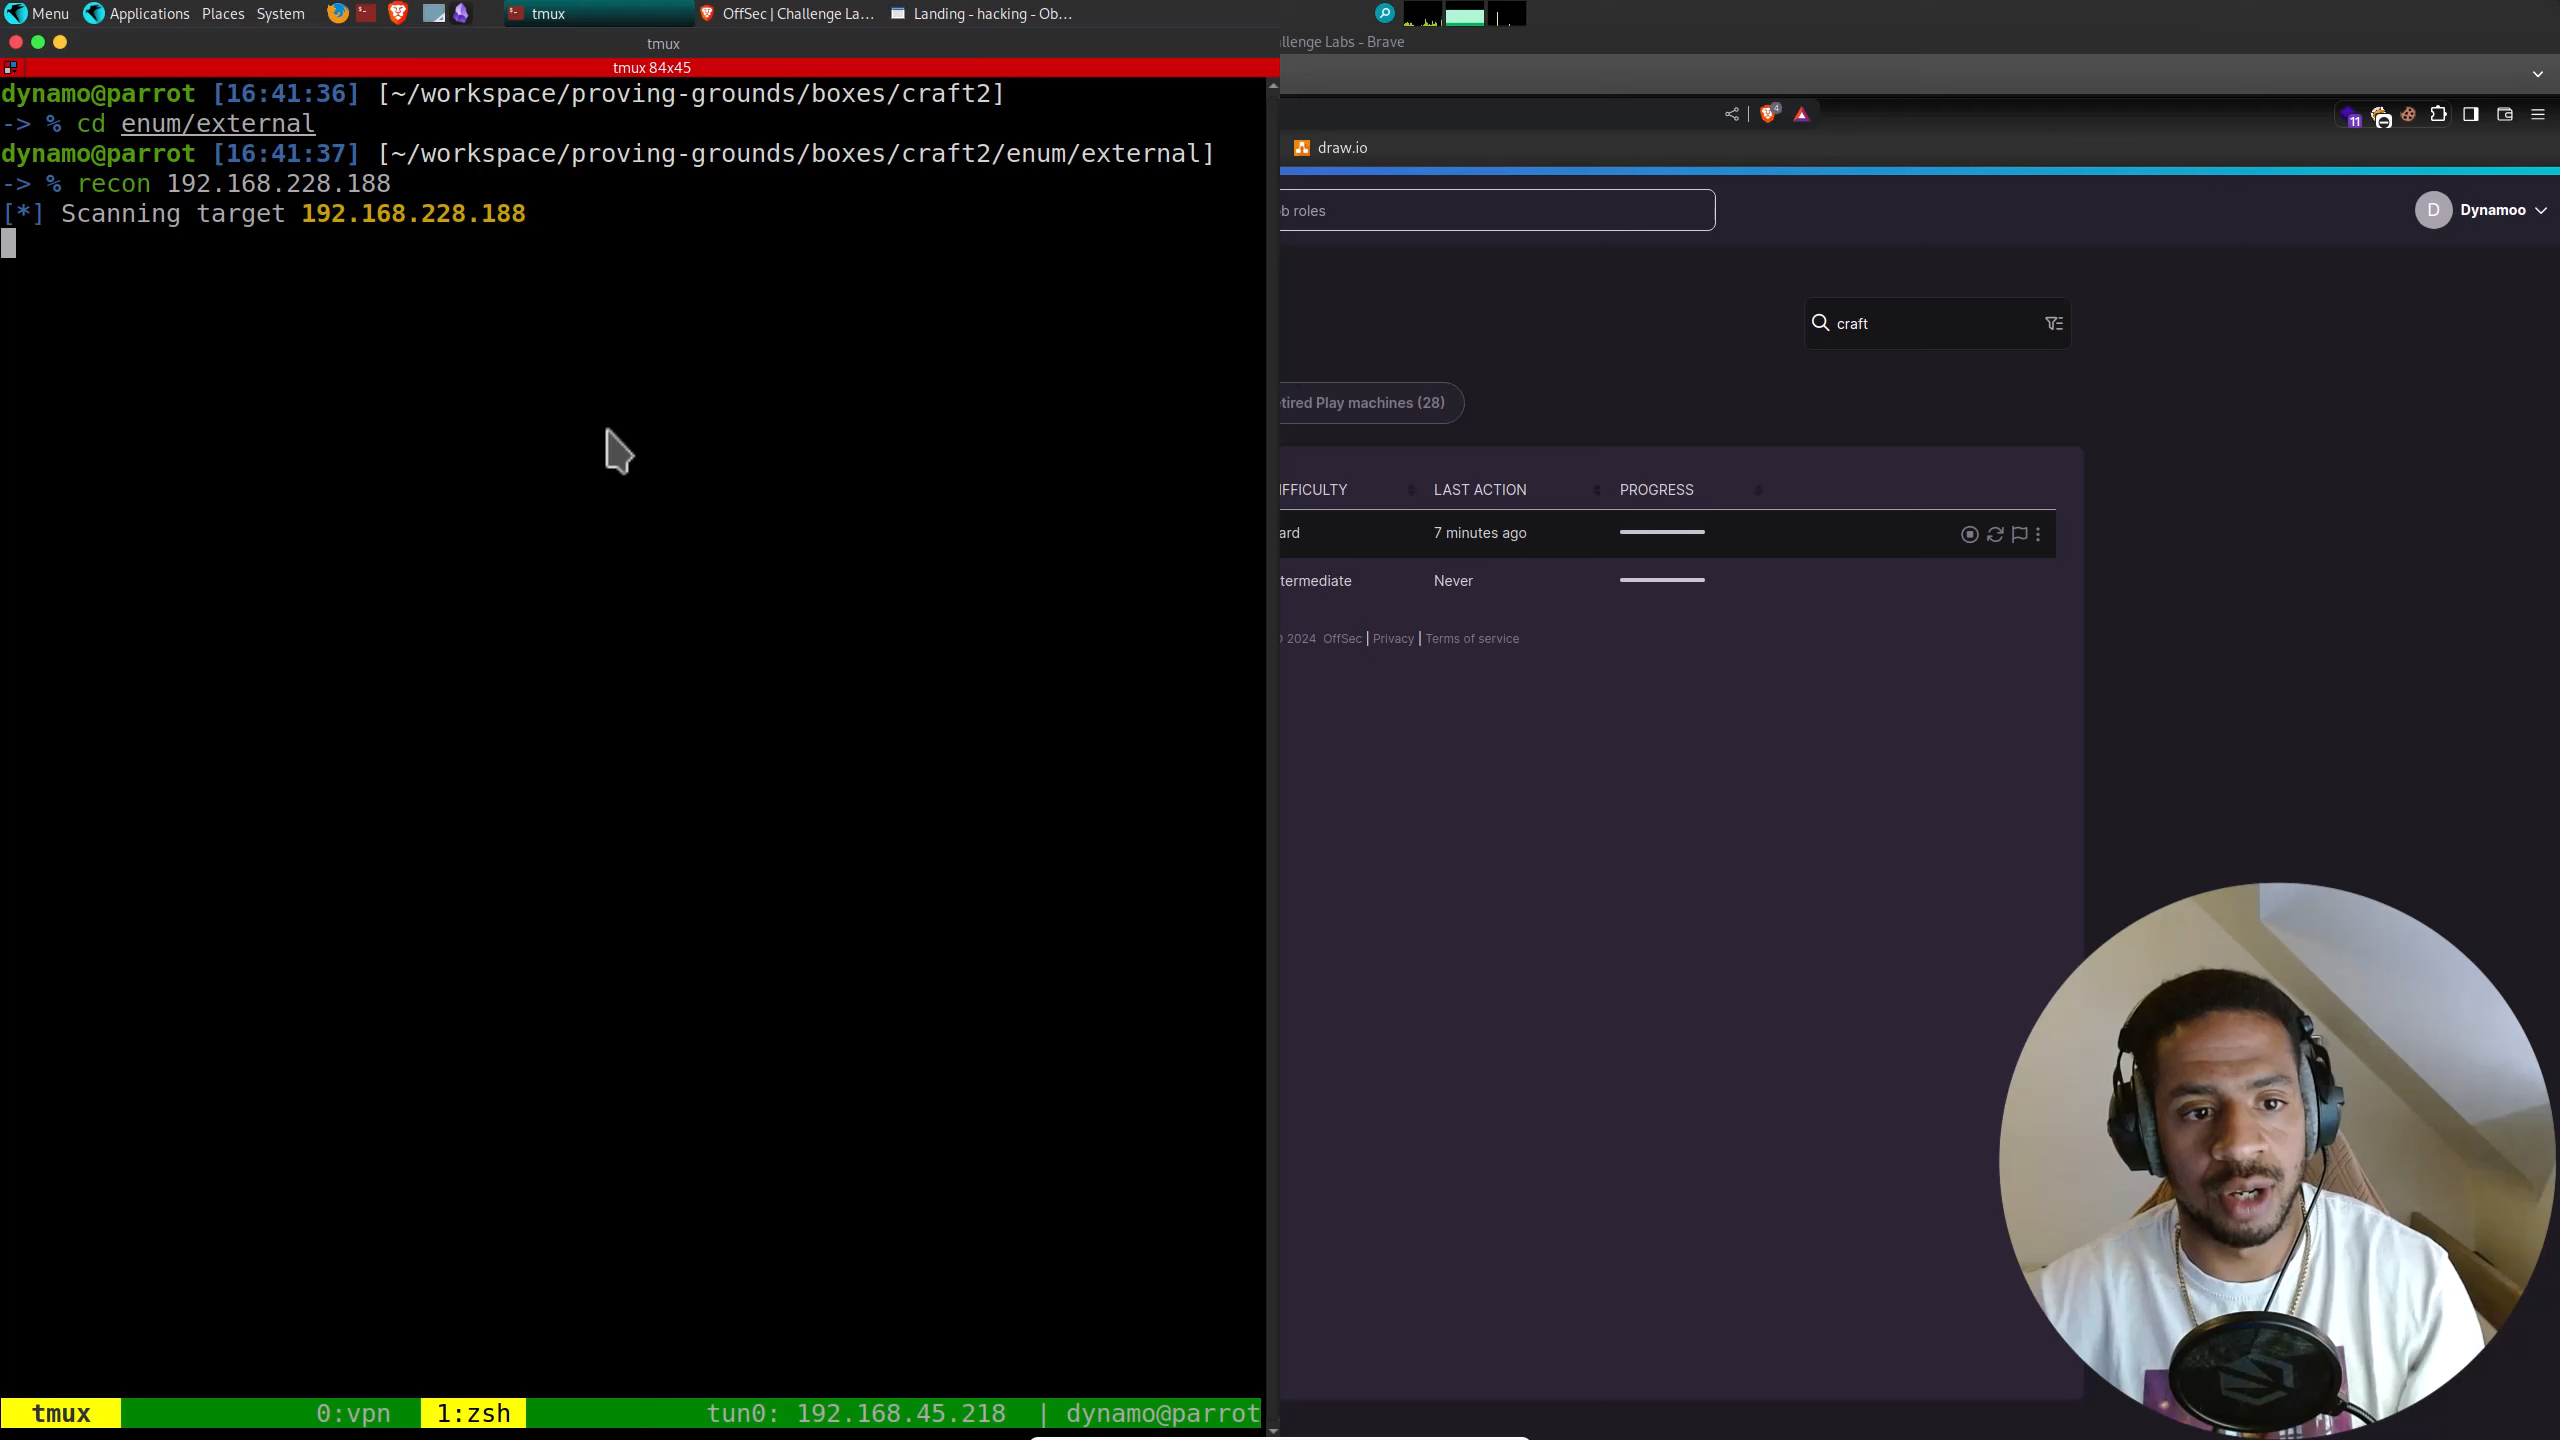 Menu Applications Places System tmux OffSec | Challenge La... Landing - hacking - Ob...
tmux
llenge Labs - Brave
tmux 84x45
dynamo@parrot [16:41:36] [~/workspace/proving-grounds/boxes/craft2]
-> % cd enum/external
dynamo@parrot [16:41:37] [~/workspace/proving-grounds/boxes/craft2/enum/external]
-> % recon 192.168.228.188
[*] Scanning target 192.168.228.188
tmux 0:vpn 1:zsh tun0: 192.168.45.218 | dynamo@parrot
4
11
draw.io
b roles
D Dynamoo
craft
tired Play machines (28)
IFFICULTY LAST ACTION PROGRESS
ard 7 minutes ago
termediate Never
© 2024 OffSec | Privacy | Terms of service